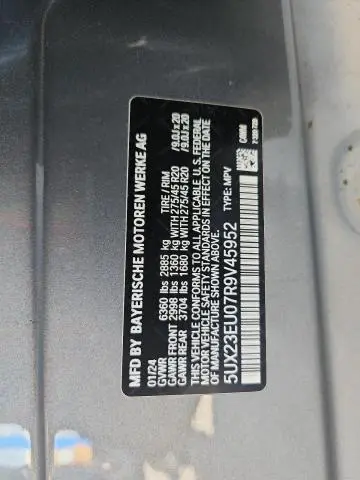 MFD BY BAYERISCHE MOTOREN WERKE AG
01/24
GVWR 6360 lbs 2885 kg TIRE / RIM
GAWR FRONT 2998 lbs 1360 kg WITH 275/45 R20 /9.0Jx20
GAWR REAR 3704 lbs 1680 kg WITH 275/45 R20 /9.0Jx20
THIS VEHICLE CONFORMS TO ALL APPLICABLE U.S. FEDERAL
MOTOR VEHICLE SAFETY STANDARDS IN EFFECT ON THE DATE
OF MANUFACTURE SHOWN ABOVE.
5UX23EU07R9V45952 TYPE: MPV